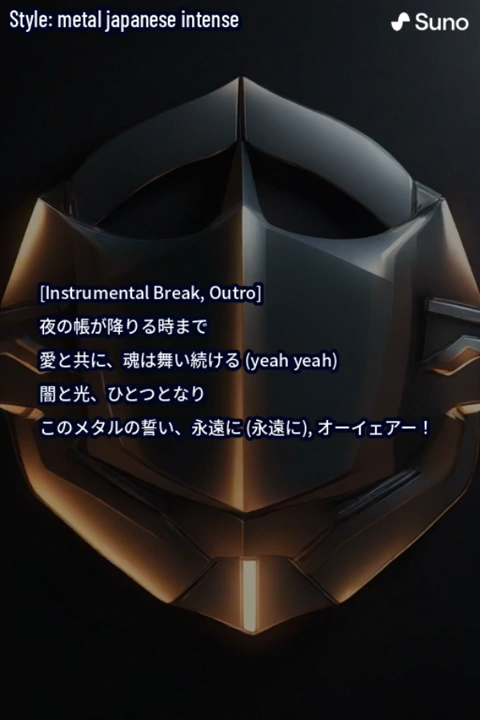 Style: metal japanese intense
Suno
[Instrumental Break, Outro]
夜の帳が降りる時まで
愛と共に、魂は舞い続ける (yeah yeah)
闇と光、ひとつとなり
このメタルの誓い、永遠に (永遠に), オーイェアー！